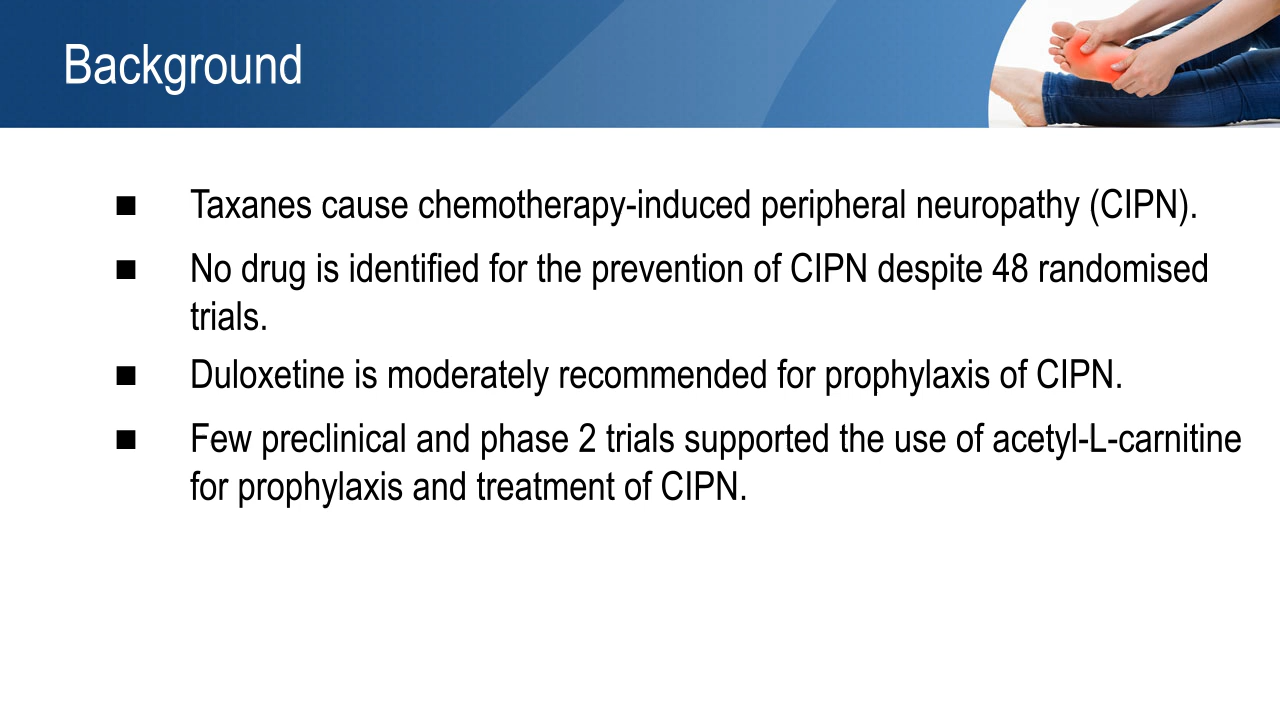 Background
■ Taxanes cause chemotherapy-induced peripheral neuropathy (CIPN).
■ No drug is identified for the prevention of CIPN despite 48 randomised
trials.
■ Duloxetine is moderately recommended for prophylaxis of CIPN.
■ Few preclinical and phase 2 trials supported the use of acetyl-L-carnitine
for prophylaxis and treatment of CIPN.